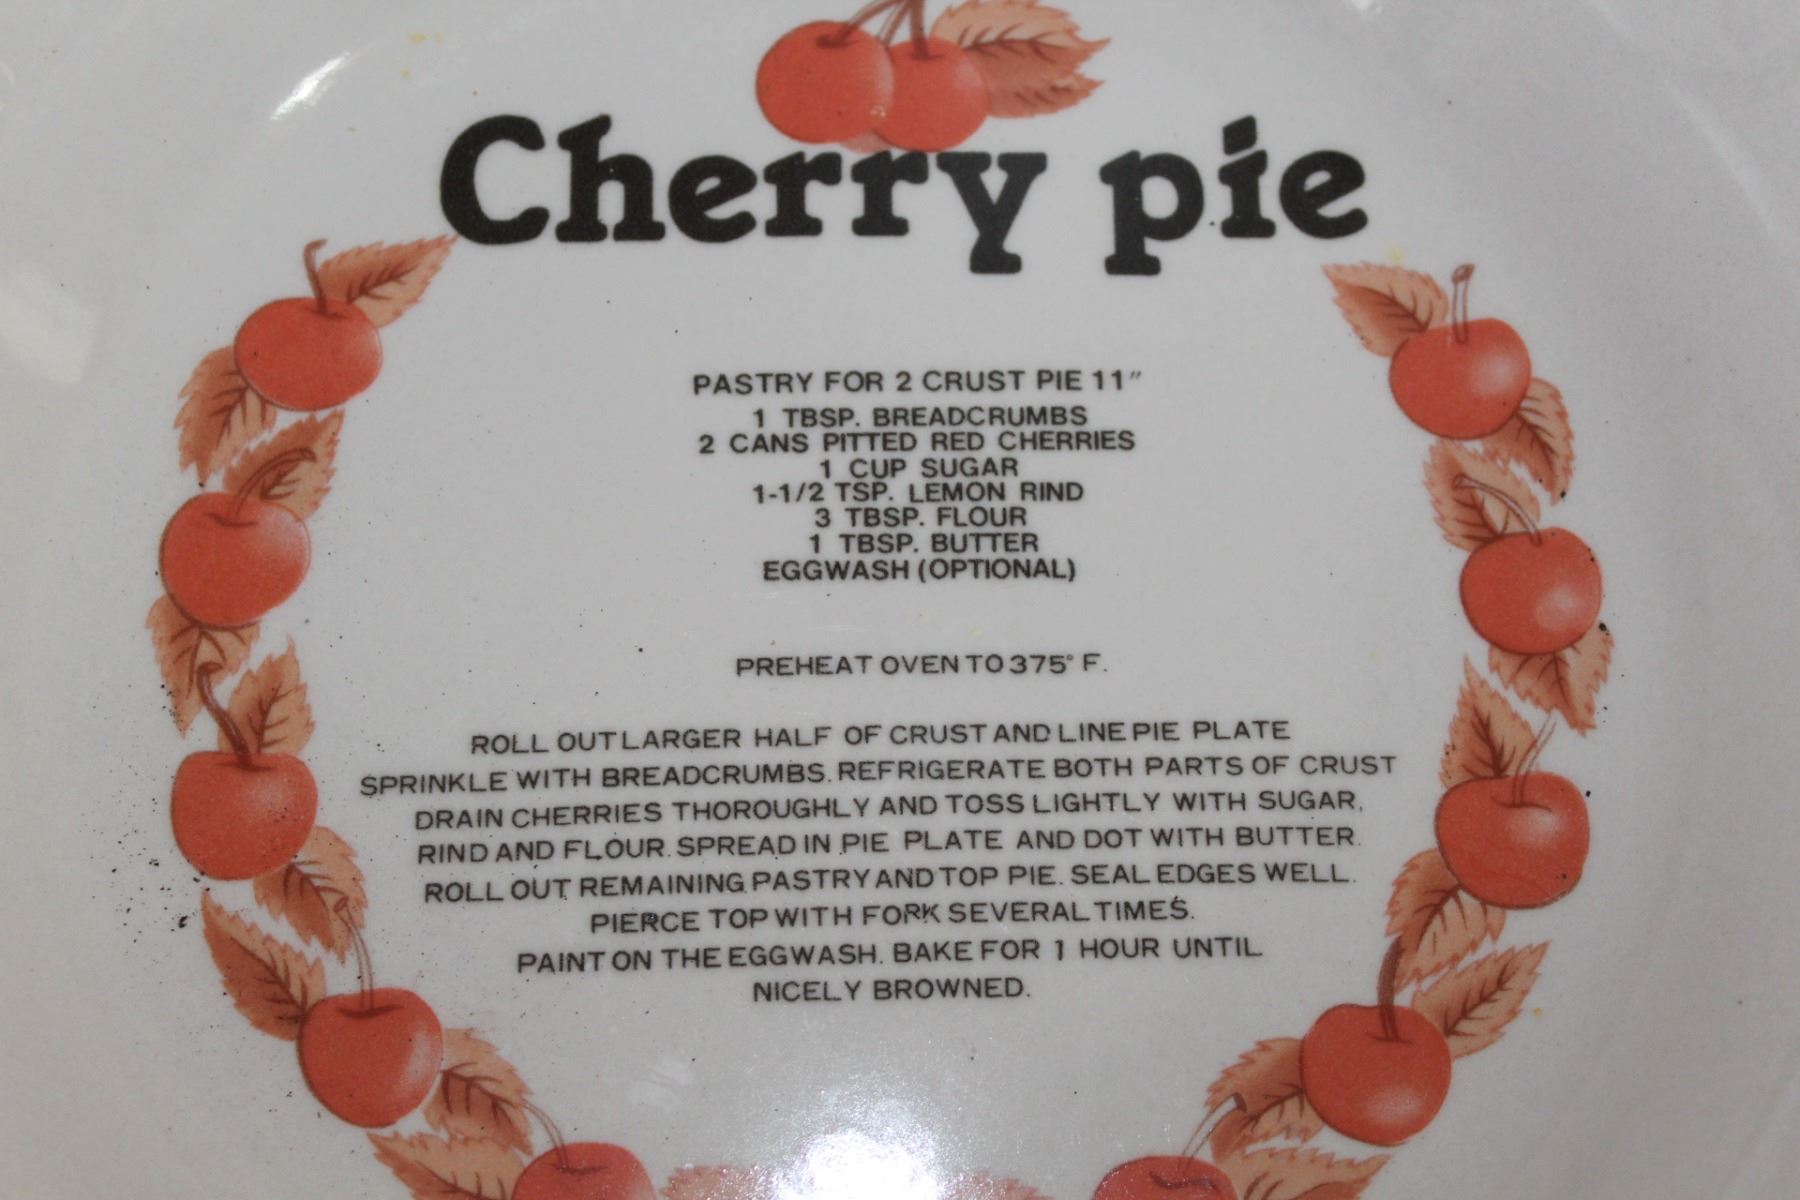 Cherry pie
PASTRY FOR 2 CRUST PIE 11"
1 TBSP. BREADCRUMBS
2 CANS PITTED RED CHERRIES
1 CUP SUGAR
1-1/2 TSP. LEMON RIND
3 TBSP. FLOUR
1 TBSP. BUTTER
EGGWASH (OPTIONAL)
PREHEAT OVEN TO 375° F.
ROLL OUT LARGER HALF OF CRUST AND LINE PIE PLATE
SPRINKLE WITH BREADCRUMBS. REFRIGERATE BOTH PARTS OF CRUST
DRAIN CHERRIES THOROUGHLY AND TOSS LIGHTLY WITH SUGAR,
RIND AND FLOUR. SPREAD IN PIE PLATE AND DOT WITH BUTTER.
ROLL OUT REMAINING PASTRY AND TOP PIE. SEAL EDGES WELL.
PIERCE TOP WITH FORK SEVERAL TIMES.
PAINT ON THE EGGWASH. BAKE FOR 1 HOUR UNTIL
NICELY BROWNED.